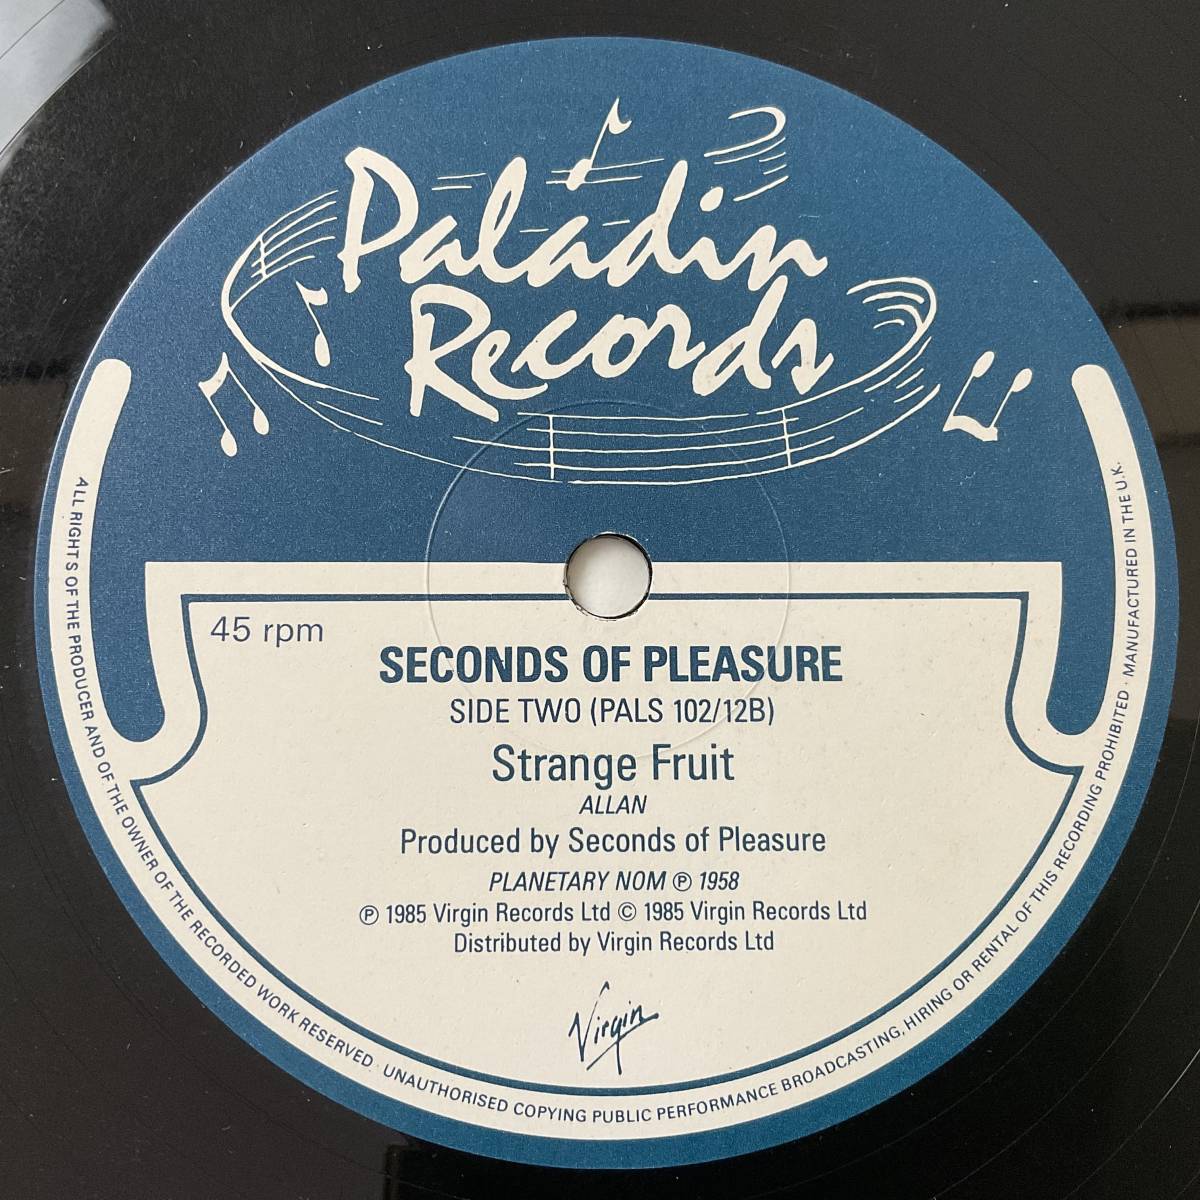 Paladin
Records
45 rpm
SECONDS OF PLEASURE
SIDE TWO (PALS 102/12B)
Strange Fruit
ALLAN
Produced by Seconds of Pleasure
PLANETARY NOM ℗ 1958
℗ 1985 Virgin Records Ltd © 1985 Virgin Records Ltd
Distributed by Virgin Records Ltd
Virgin
ALL RIGHTS OF THE PRODUCER AND OF THE OWNER OF THE RECORDED WORK RESERVED · UNAUTHORISED COPYING PUBLIC PERFORMANCE BROADCASTING, HIRING OR RENTAL OF THIS RECORDING PROHIBITED · MANUFACTURED IN THE U.K.